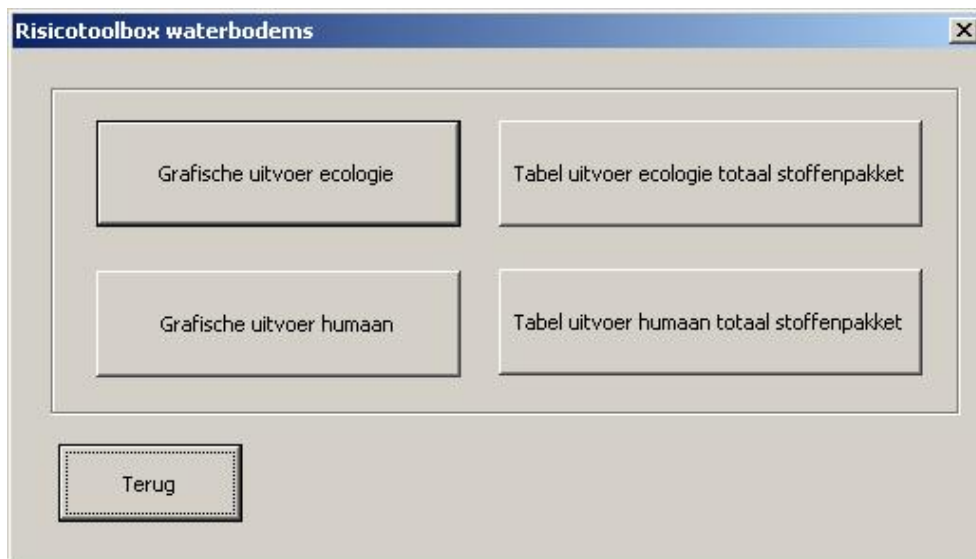 Risicotoolbox waterbodems
Grafische uitvoer ecologie
Tabel uitvoer ecologie totaal stoffenpakket
Grafische uitvoer humaan
Tabel uitvoer humaan totaal stoffenpakket
Terug